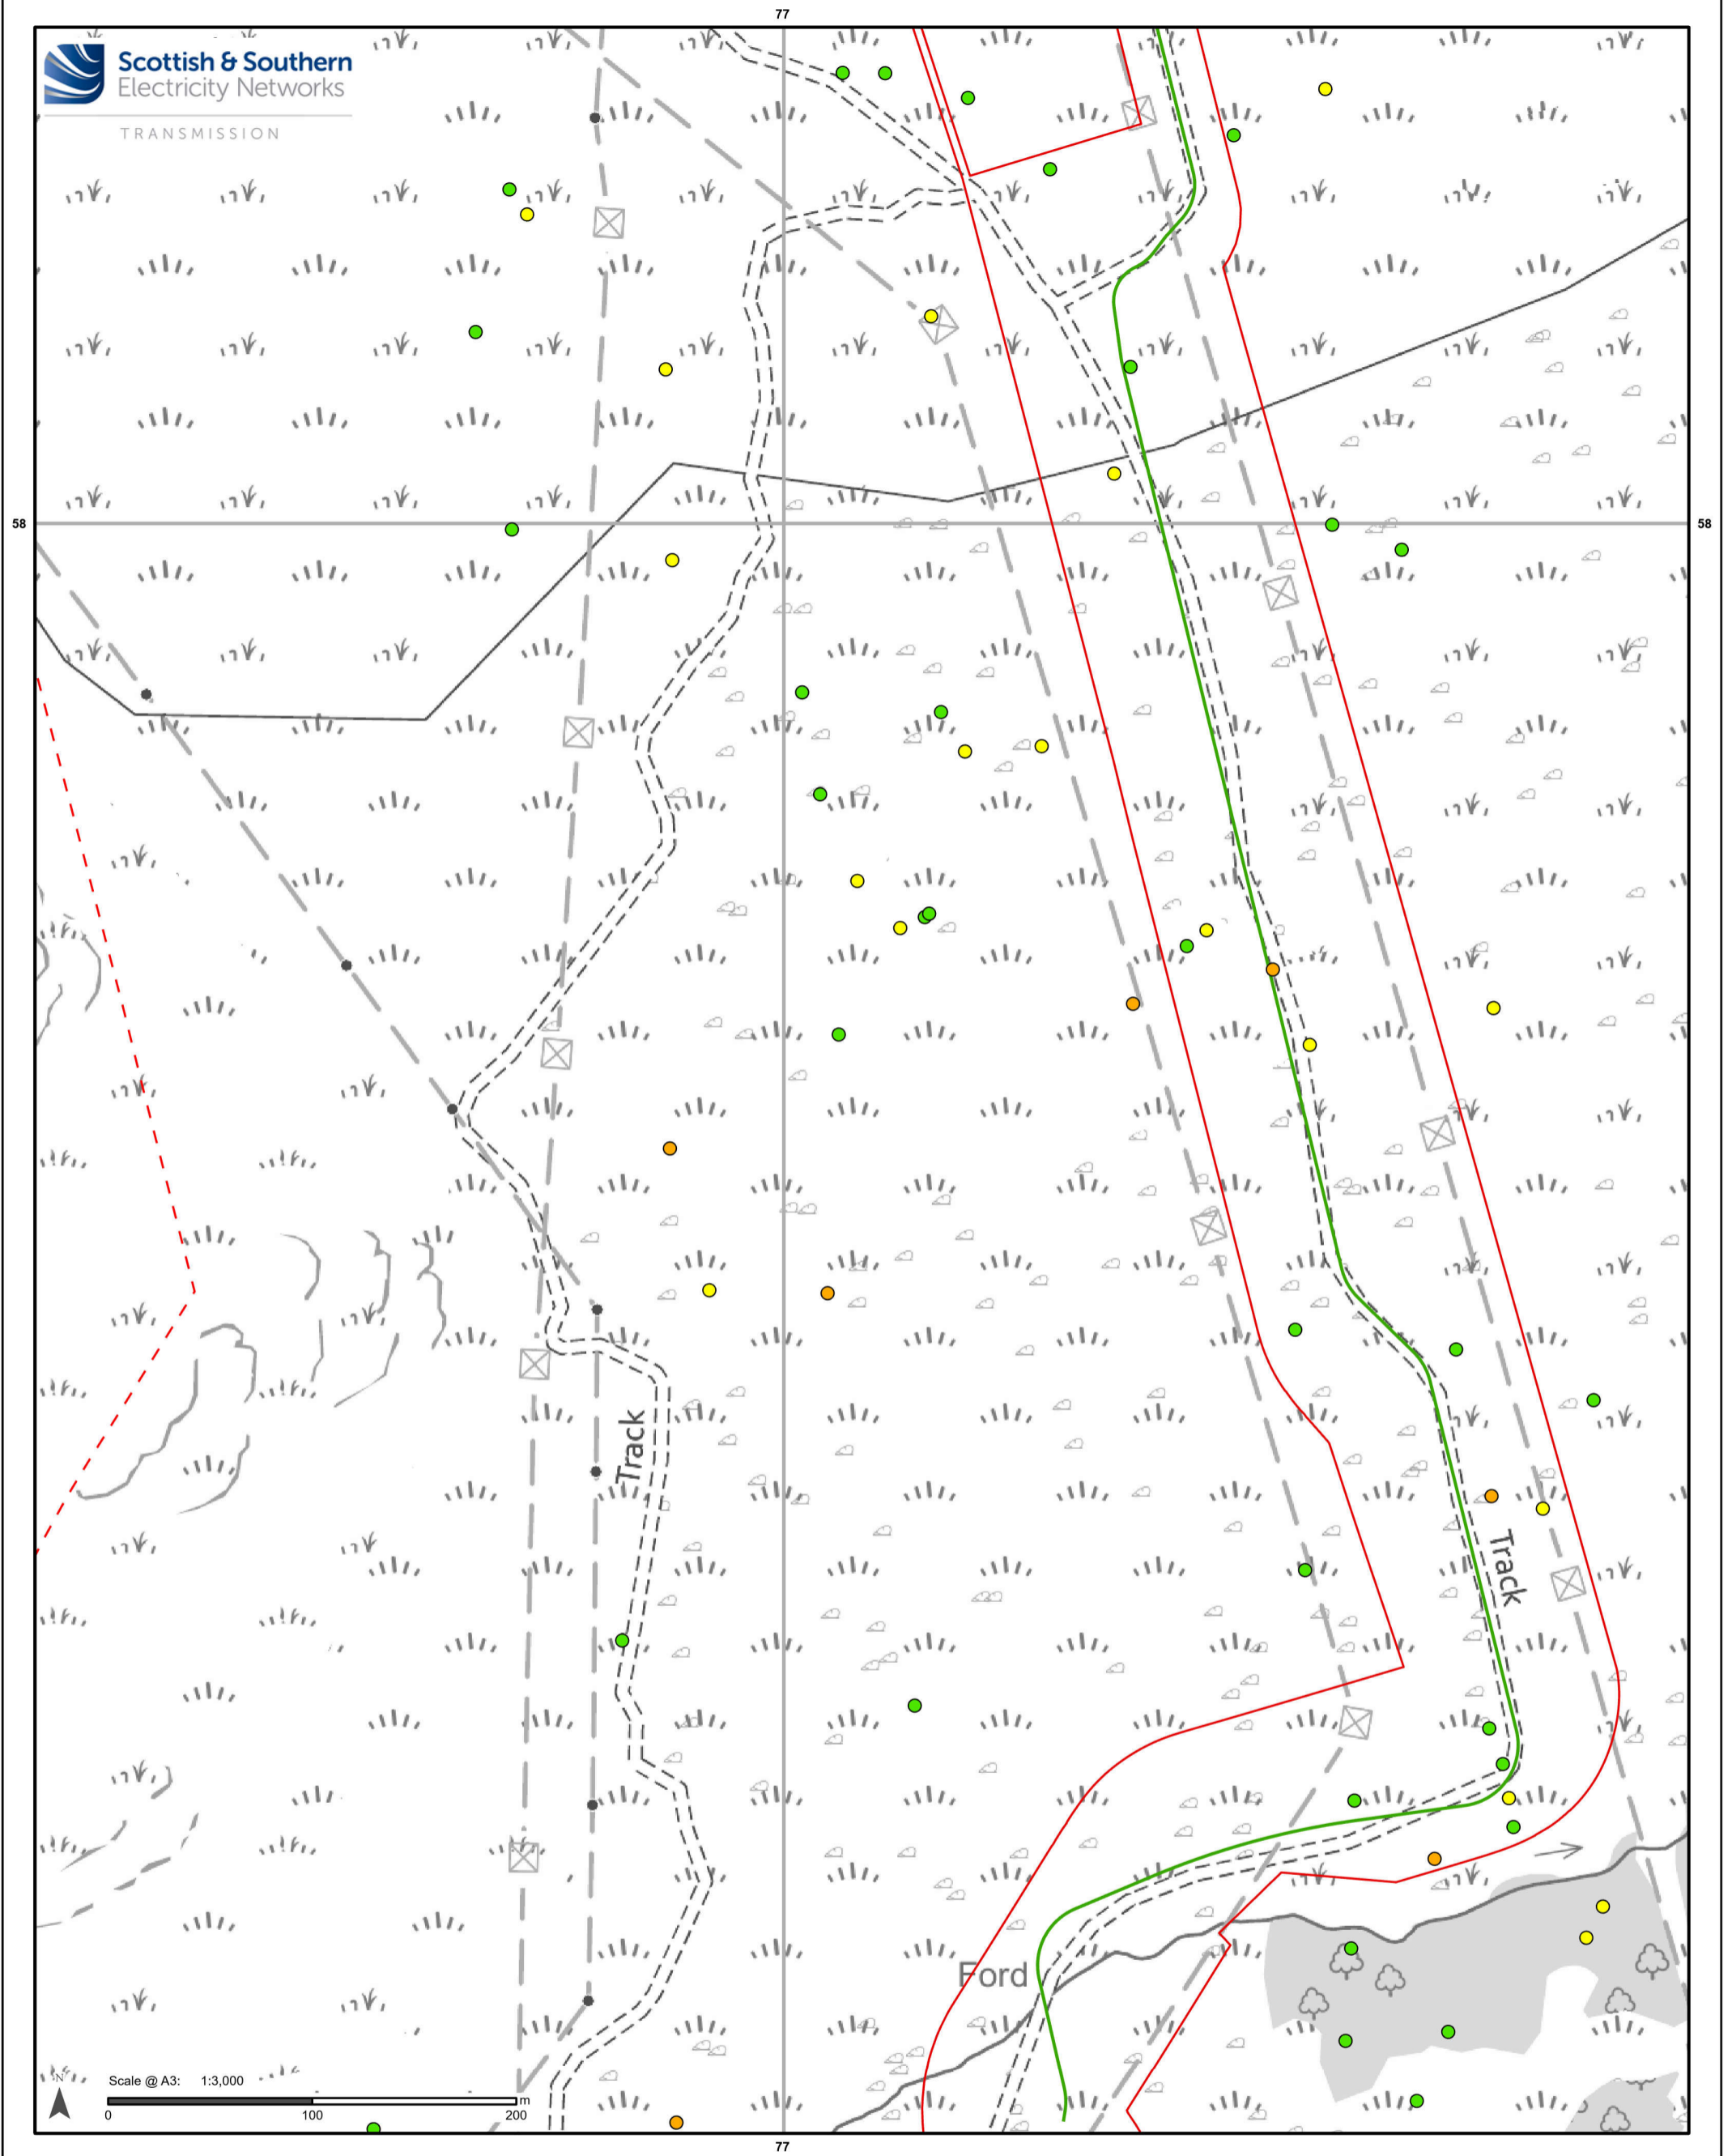 77
Scottish & Southern
Electricity Networks
TRANSMISSION
58
58
Track
Track
Ford
N
Scale @ A3: 1:3,000
m
0 100 200
77